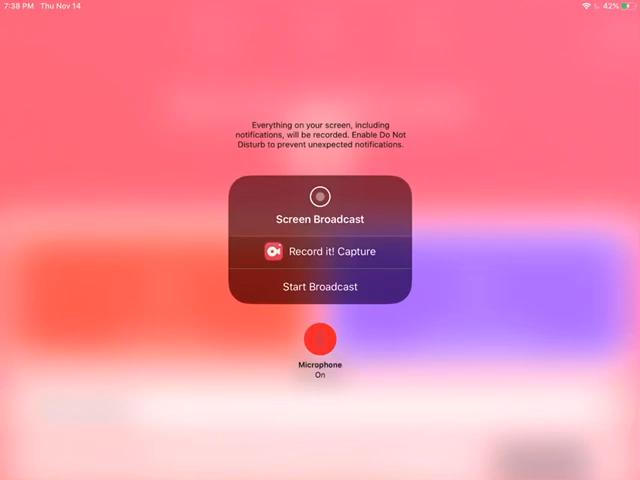 7:38 PM Thu Nov 14
42%
Everything on your screen, including
notifications, will be recorded. Enable Do Not
Disturb to prevent unexpected notifications.
Screen Broadcast
Record it! Capture
Start Broadcast
Microphone
On